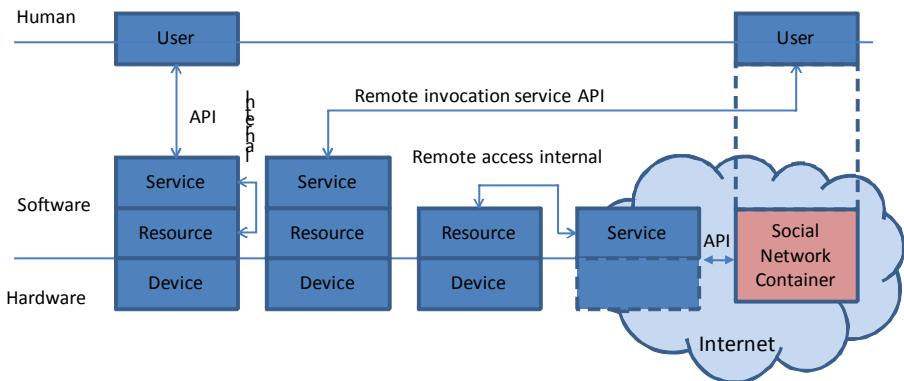 Human
User
User
Remote invocation service API
API
Internal
Remote access internal
Service
Service
Software
Resource
Resource
Resource
Service
API
Social
Network
Container
Device
Device
Device
Hardware
Internet